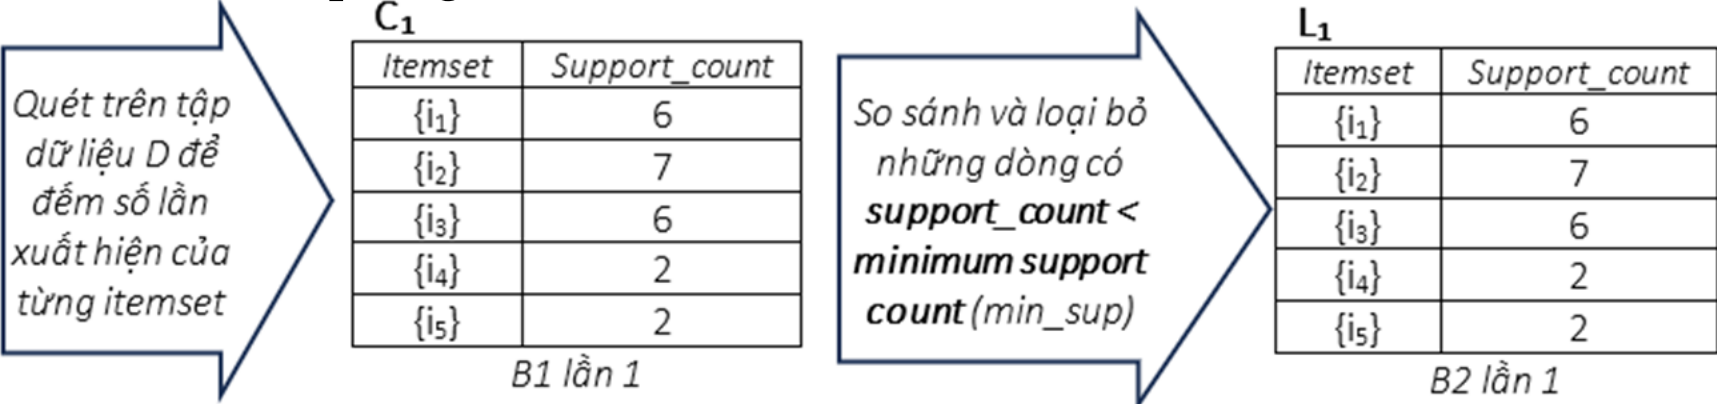 Quét trên tập
dữ liệu D để
đếm số lần
xuất hiện của
từng itemset
C₁
Itemset Support_count
{i₁} 6
{i₂} 7
{i₃} 6
{i₄} 2
{i₅} 2
B1 lần 1
So sánh và loại bỏ
những dòng có
support_count <
minimum support
count (min_sup)
L₁
Itemset Support_count
{i₁} 6
{i₂} 7
{i₃} 6
{i₄} 2
{i₅} 2
B2 lần 1